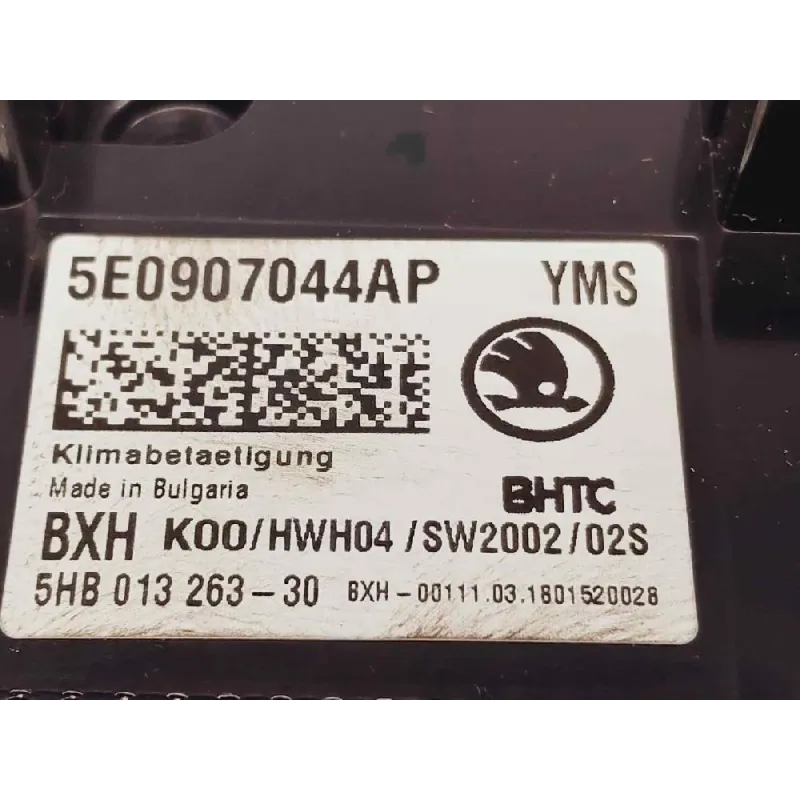 5E0907044AP YMS
Klimabetaetigung
Made in Bulgaria BHTC
BXH K00/HWH04/SW2002/02S
5HB 013 263-30 BXH-00111.03.1801520028